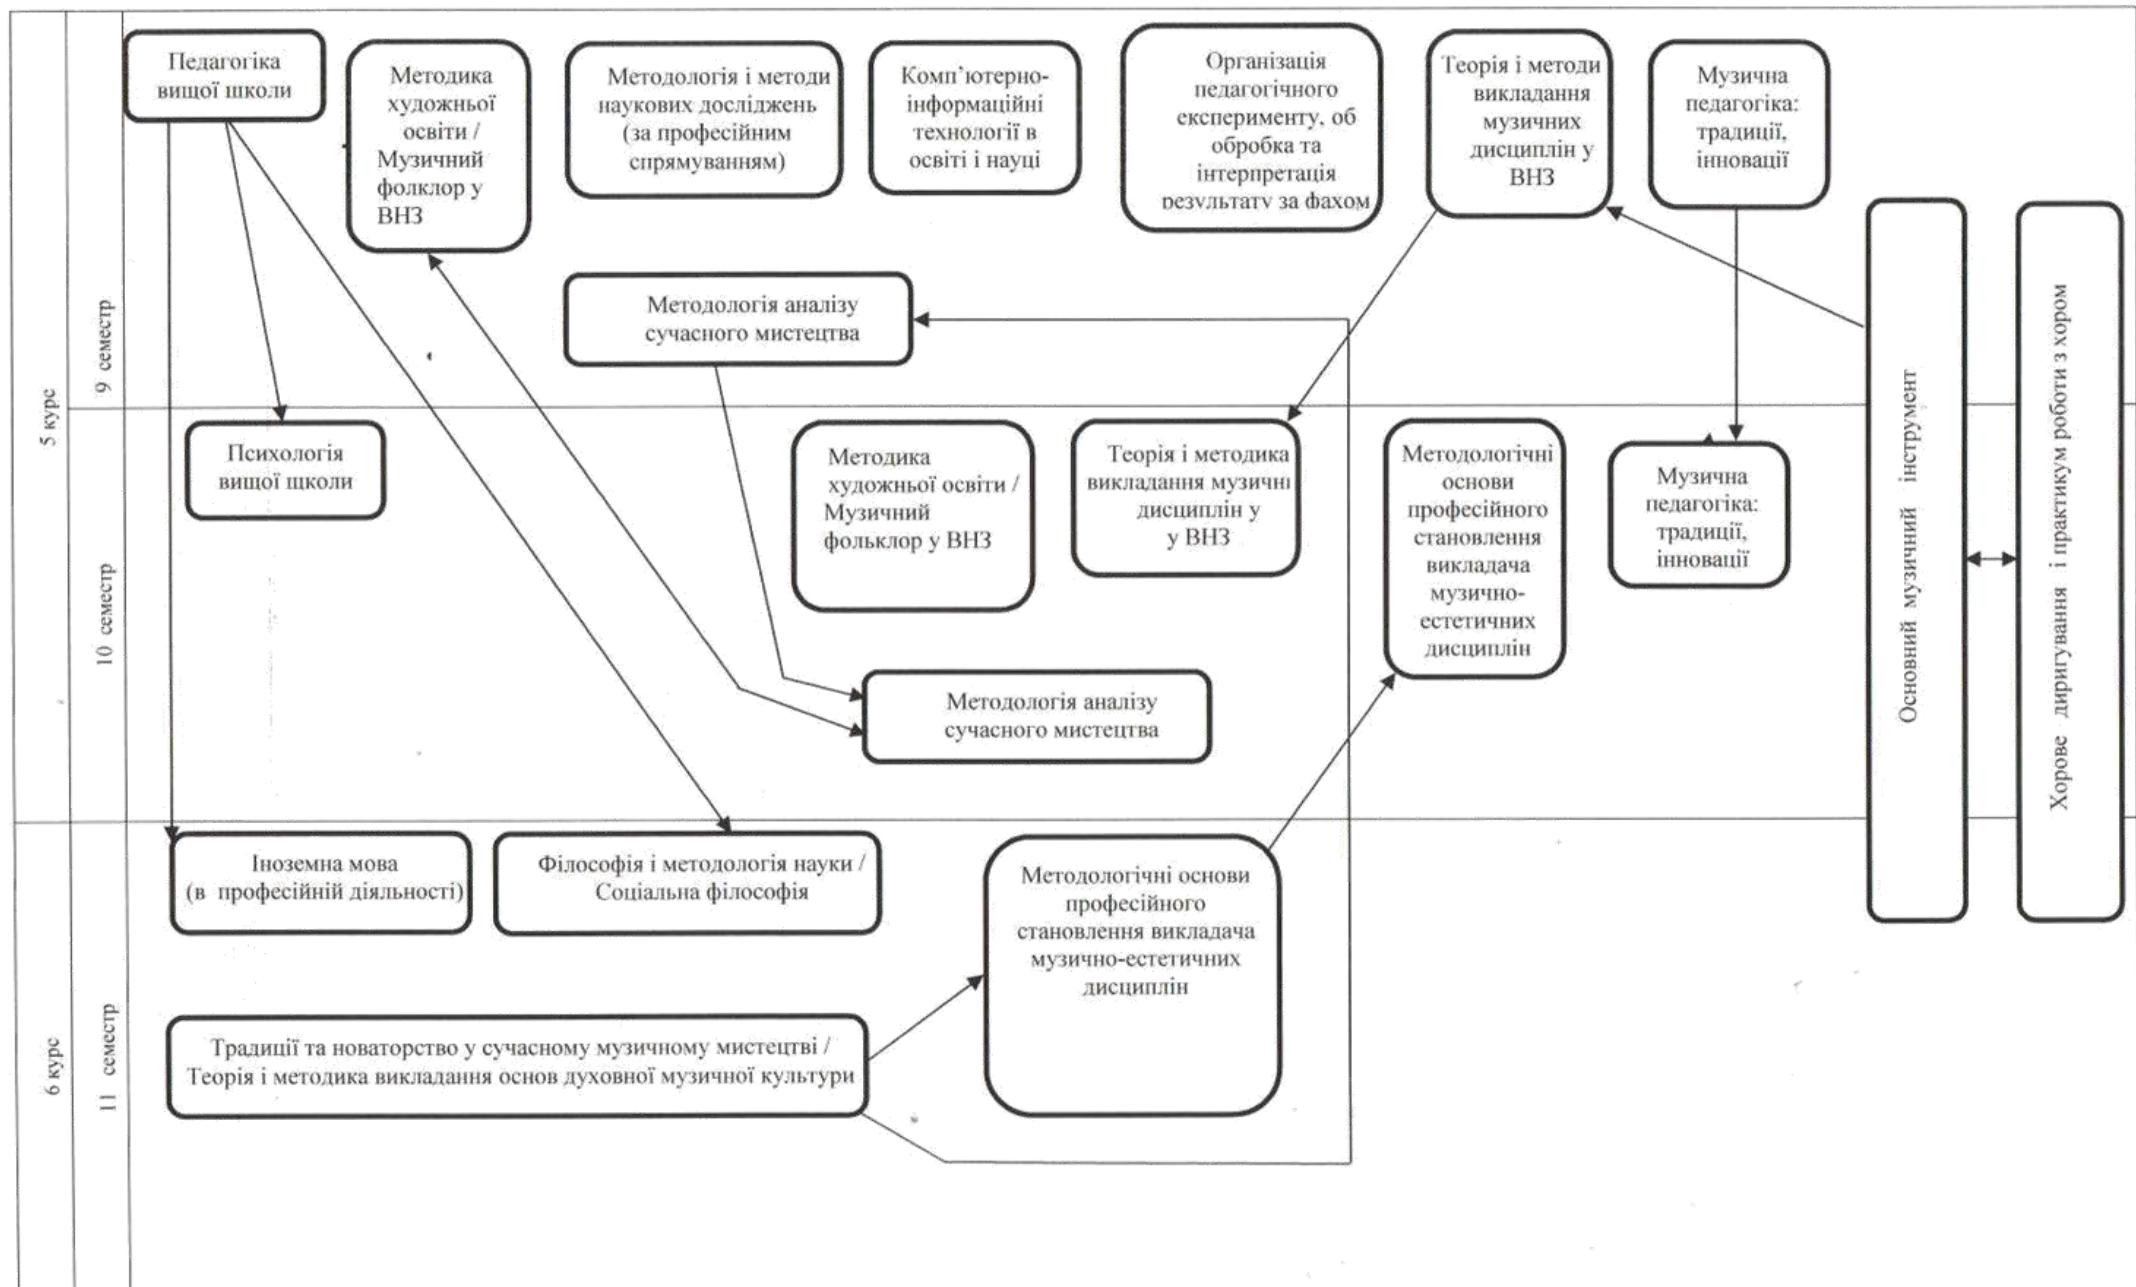 Педагогіка
вищої школи
Методика
художньої
освіти /
Музичний
фолклор у
ВНЗ
Методологія і методи
наукових досліджень
(за професійним
спрямуванням)
Комп’ютерно-
інформаційні
технології в
освіті і науці
Організація
педагогічного
експерименту, об
обробка та
інтерпретація
результату за фахом
Теорія і методи
викладання
музичних
дисциплін у
ВНЗ
Музична
педагогіка:
традиції,
інновації
Методологія аналізу
сучасного мистецтва
5 курс
9 семестр
Психологія
вищої щколи
Методика
художньої освіти /
Музичний
фольклор у ВНЗ
Теорія і методика
викладання музичні
дисциплін у
у ВНЗ
Методологічні
основи
професійного
становлення
викладача
музично-
естетичних
дисциплін
Музична
педагогіка:
традиції,
інновації
Основний музичний інструмент
Хорове диригування і практикум роботи з хором
10 семестр
Методологія аналізу
сучасного мистецтва
Іноземна мова
(в професійній діяльності)
Філософія і методологія науки /
Соціальна філософія
Методологічні основи
професійного
становлення викладача
музично-естетичних
дисциплін
6 курс
11 семестр
Традиції та новаторство у сучасному музичному мистецтві /
Теорія і методика викладання основ духовної музичної культури